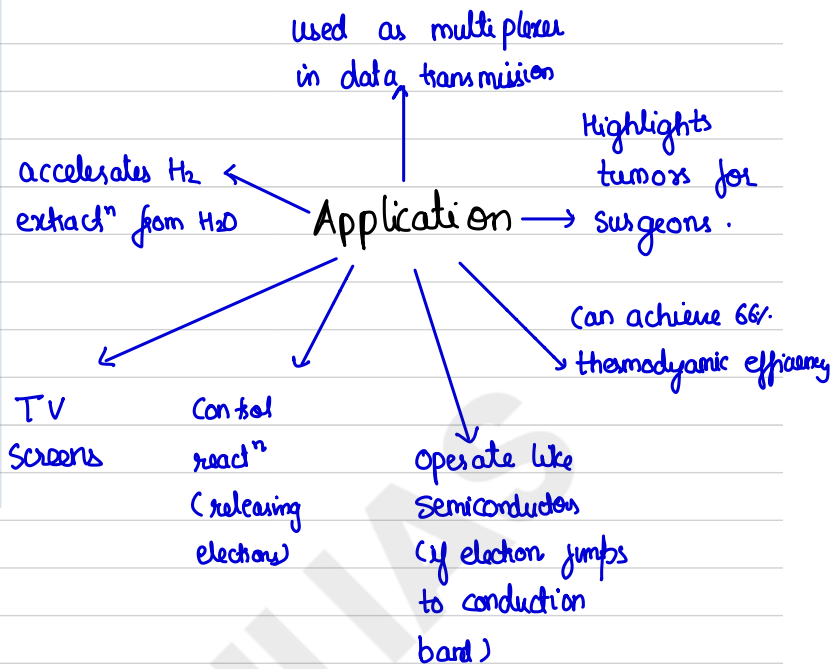 used as multiplexer
in data transmission
Highlights
tumors for
surgeons.
accelerates H₂
extractⁿ from H₂O
Application
Can achieve 66%
thermodyamic efficiency
TV
Screens
Control
reactⁿ
(releasing
electrons)
operate like
semiconductors
(if electron jumps
to conduction
band)